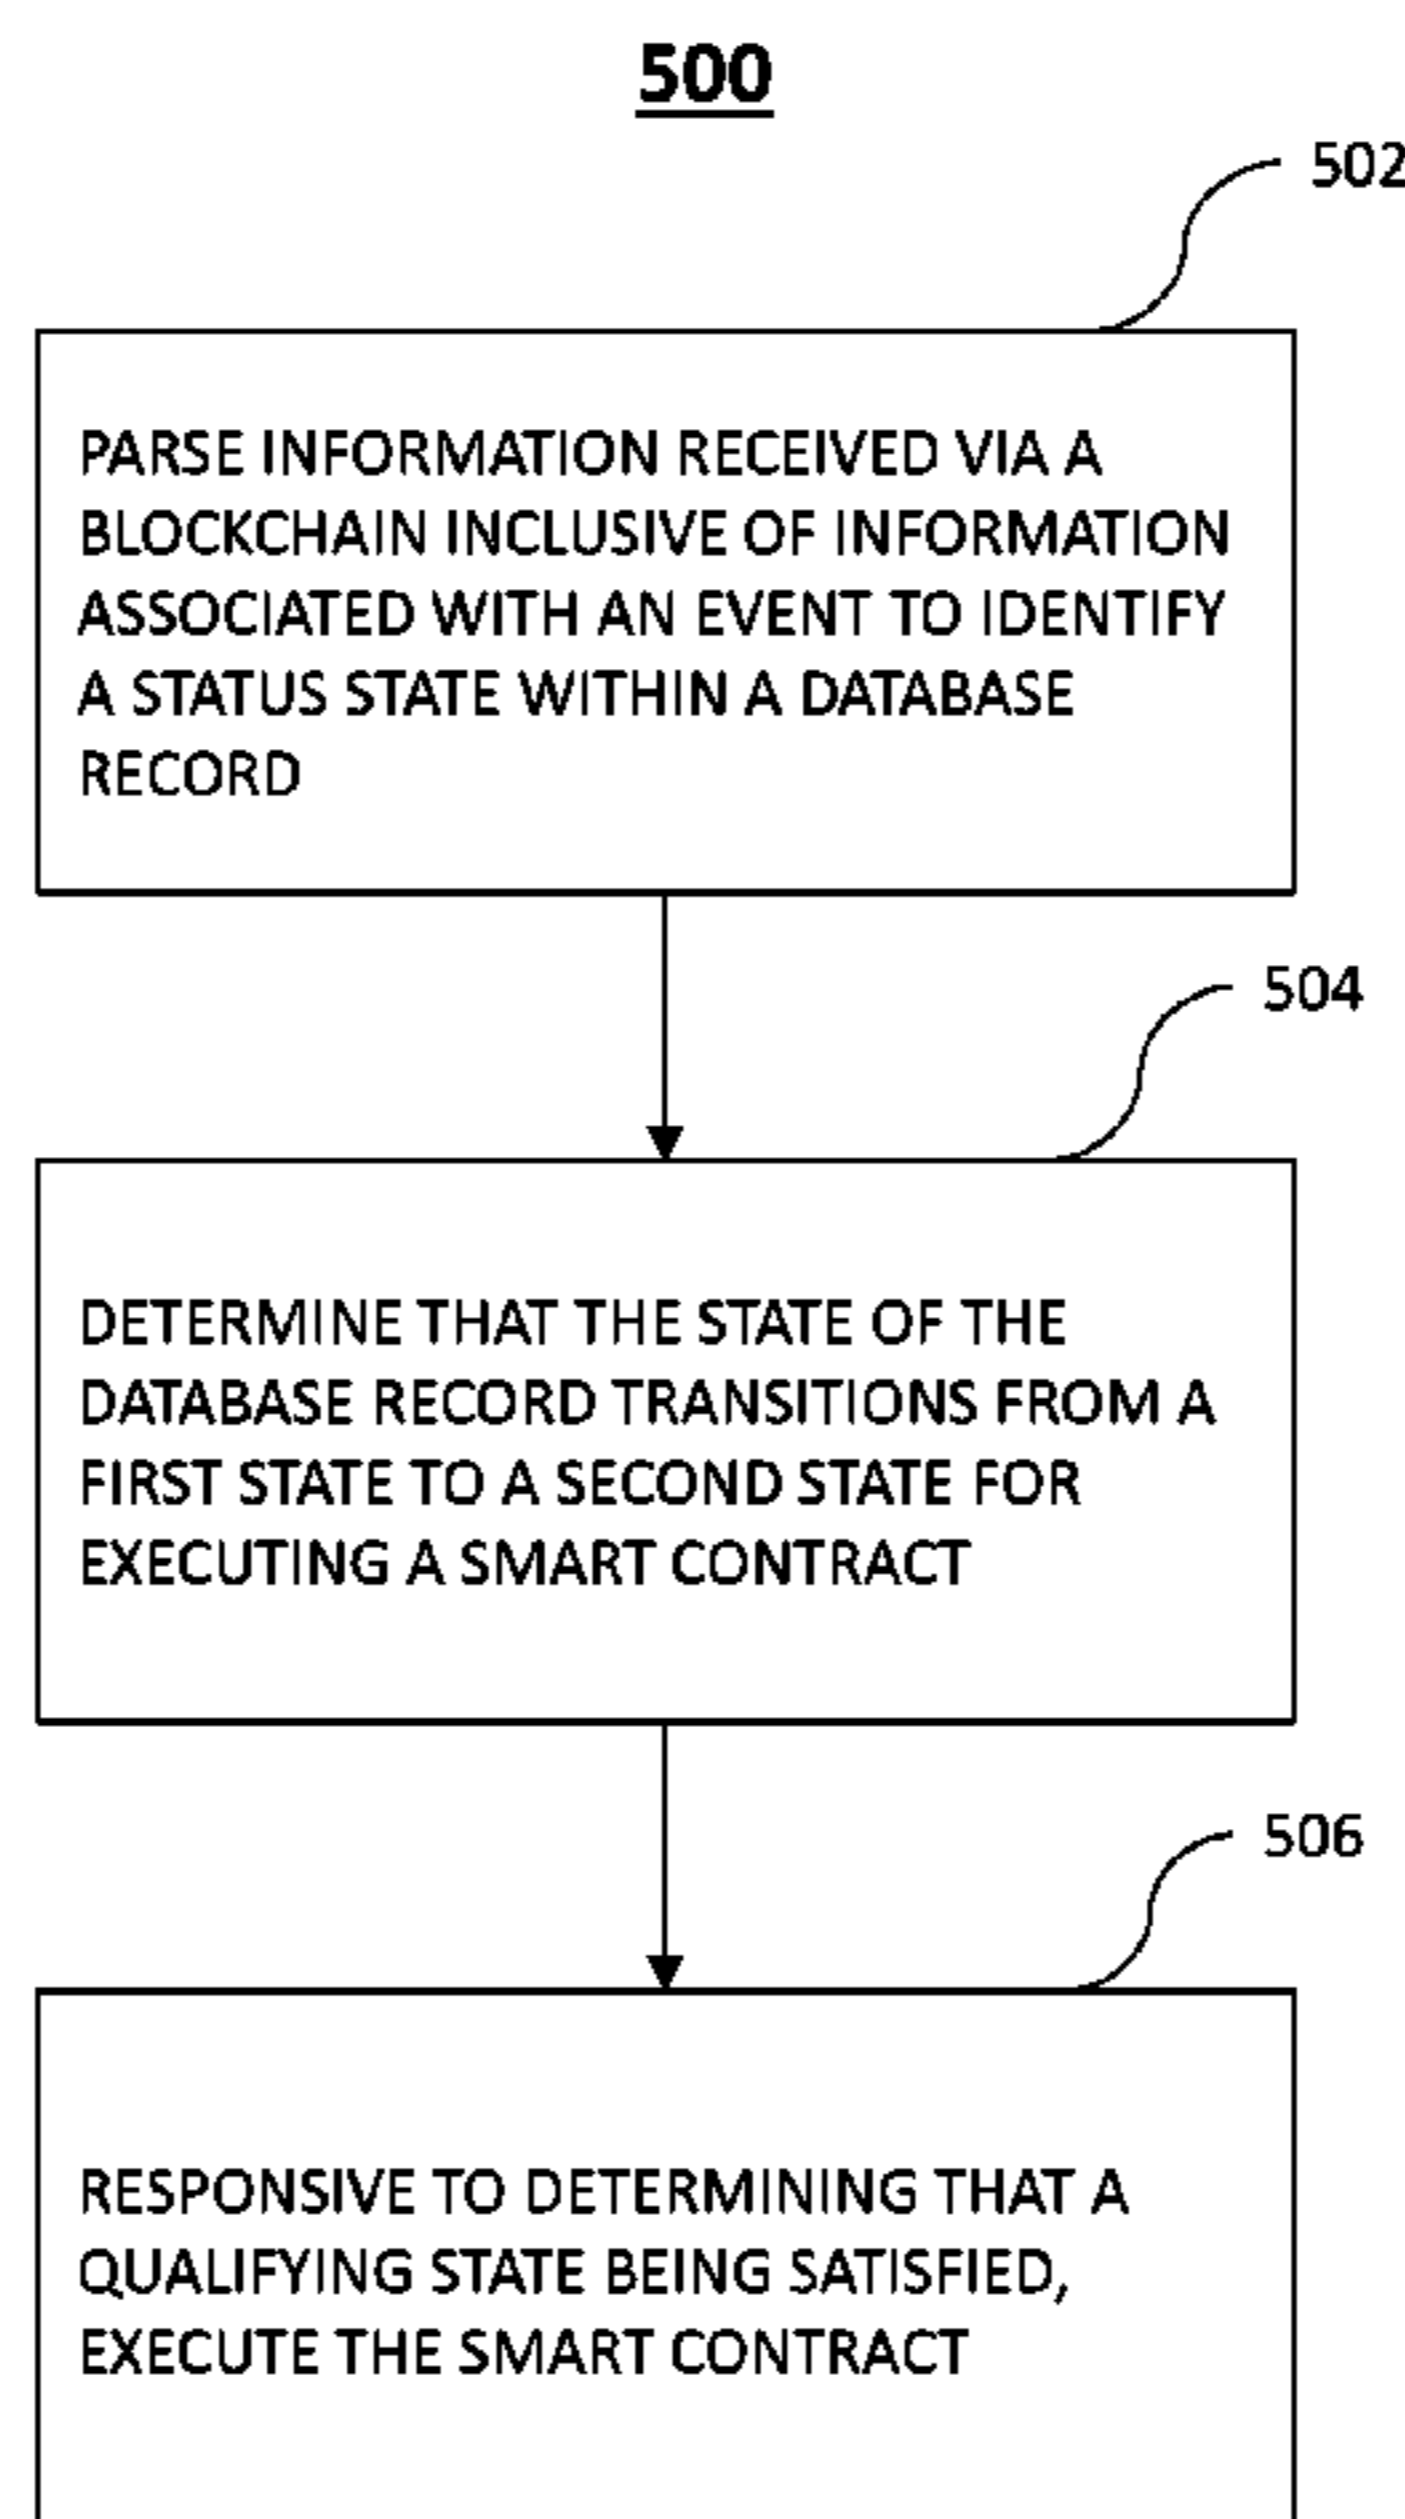 500
502
PARSE INFORMATION RECEIVED VIA A
BLOCKCHAIN INCLUSIVE OF INFORMATION
ASSOCIATED WITH AN EVENT TO IDENTIFY
A STATUS STATE WITHIN A DATABASE
RECORD
504
DETERMINE THAT THE STATE OF THE
DATABASE RECORD TRANSITIONS FROM A
FIRST STATE TO A SECOND STATE FOR
EXECUTING A SMART CONTRACT
506
RESPONSIVE TO DETERMINING THAT A
QUALIFYING STATE BEING SATISFIED,
EXECUTE THE SMART CONTRACT